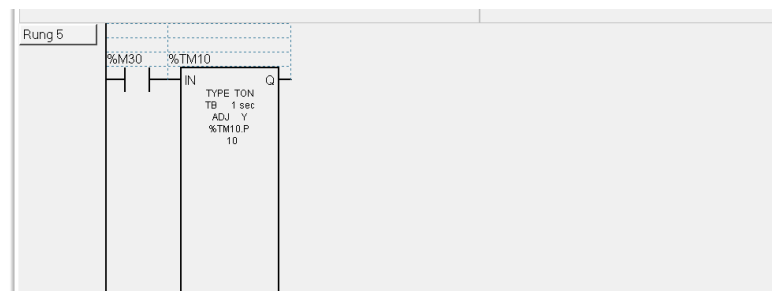 Rung 5
%M30 %TM10
IN Q
TYPE TON
TB 1 sec
ADJ Y
%TM10.P
10